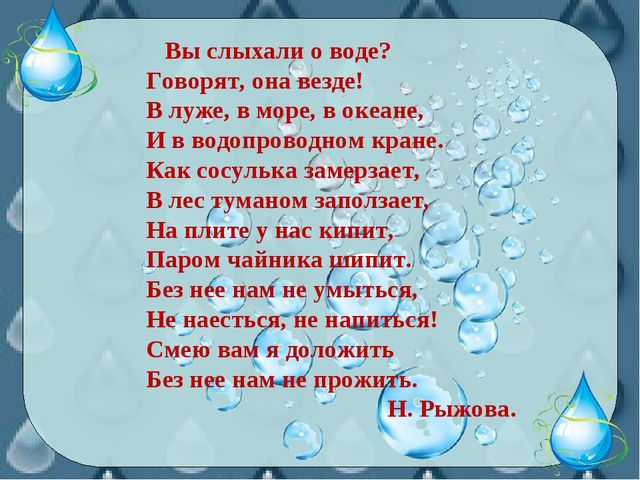 Вы слыхали о воде?
Говорят, она везде!
В луже, в море, в океане,
И в водопроводном кране.
Как сосулька замерзает,
В лес туманом заползает,
На плите у нас кипит,
Паром чайника шипит.
Без нее нам не умыться,
Не наесться, не напиться!
Смею вам я доложить
Без нее нам не прожить.
Н. Рыжова.